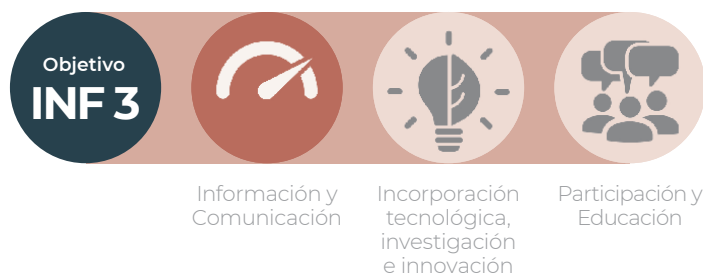 Objetivo
INF 3
Información y
Comunicación
Incorporación
tecnológica,
investigación
e innovación
Participación y
Educación